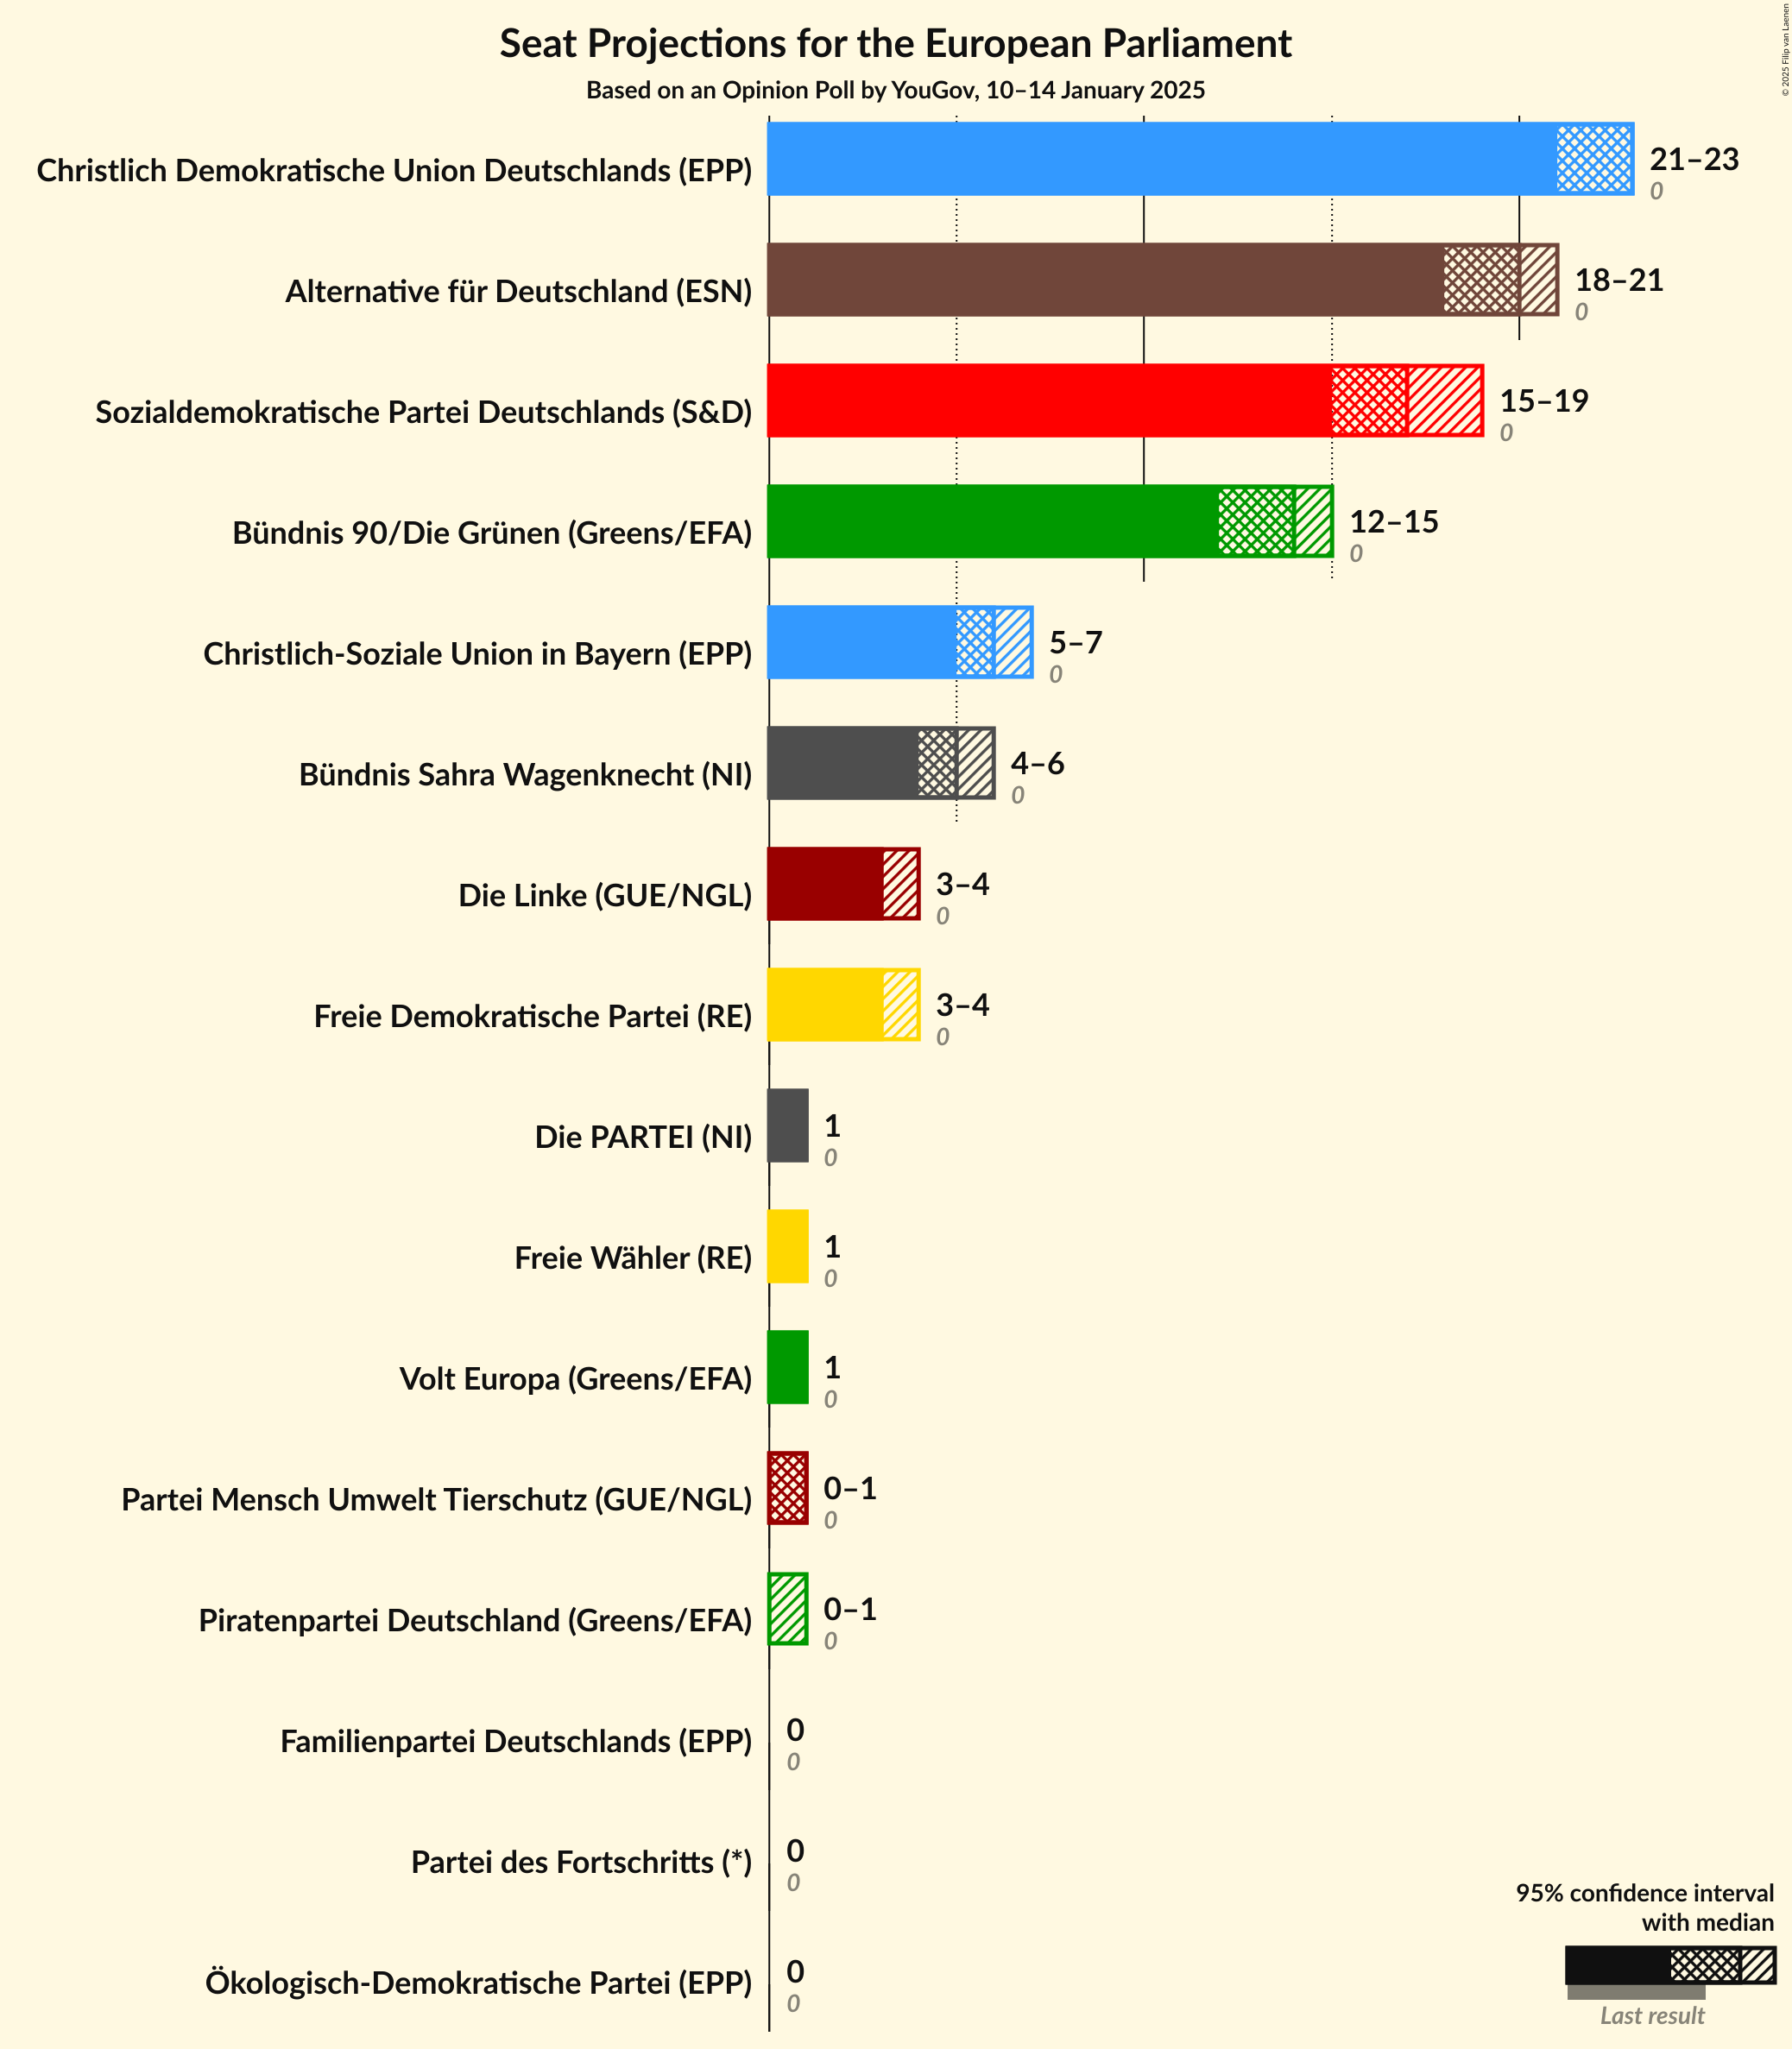 Seat Projections for the European Parliament
Based on an Opinion Poll by YouGov, 10–14 January 2025
© 2025 Filip van Laenen
Christlich Demokratische Union Deutschlands (EPP)
21–23
0
Alternative für Deutschland (ESN)
18–21
0
Sozialdemokratische Partei Deutschlands (S&D)
15–19
0
Bündnis 90/Die Grünen (Greens/EFA)
12–15
0
Christlich-Soziale Union in Bayern (EPP)
5–7
0
Bündnis Sahra Wagenknecht (NI)
4–6
0
Die Linke (GUE/NGL)
3–4
0
Freie Demokratische Partei (RE)
3–4
0
Die PARTEI (NI)
1
0
Freie Wähler (RE)
1
0
Volt Europa (Greens/EFA)
1
0
Partei Mensch Umwelt Tierschutz (GUE/NGL)
0–1
0
Piratenpartei Deutschland (Greens/EFA)
0–1
0
Familienpartei Deutschlands (EPP)
0
0
Partei des Fortschritts (*)
0
0
Ökologisch-Demokratische Partei (EPP)
0
0
95% confidence interval
with median
Last result